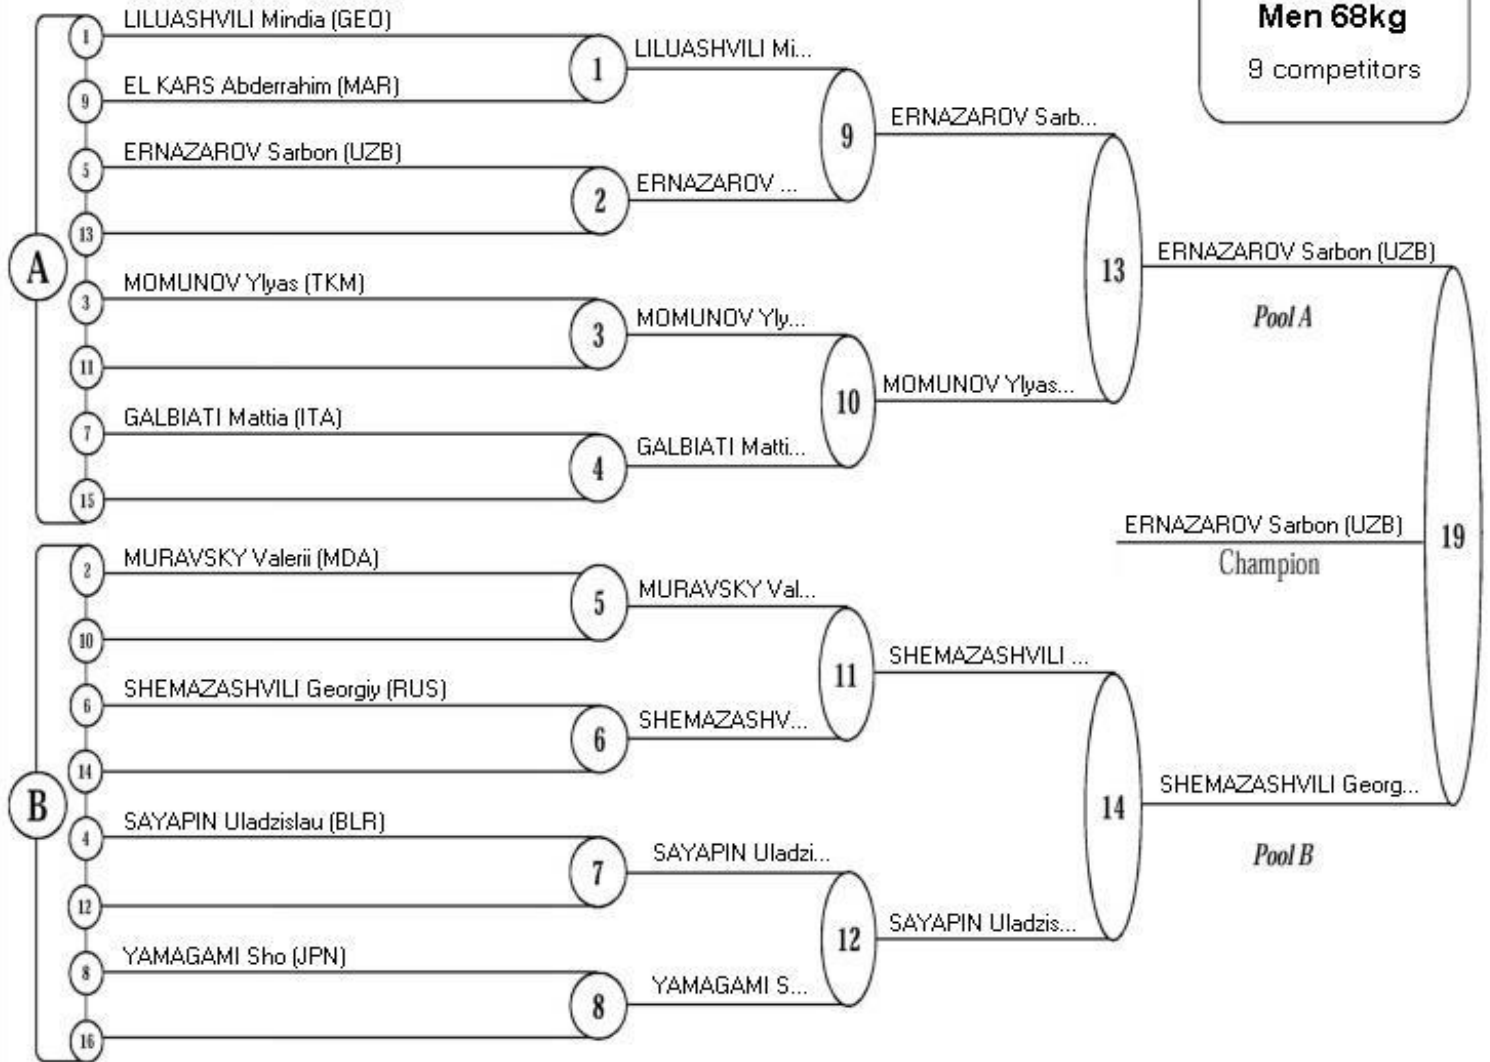 Men 68kg
9 competitors
A
1
LILUASHVILI Mindia (GEO)
9
EL KARS Abderrahim (MAR)
5
ERNAZAROV Sarbon (UZB)
13
3
MOMUNOV Ylyas (TKM)
11
7
GALBIATI Mattia (ITA)
15
B
2
MURAVSKY Valerii (MDA)
10
6
SHEMAZASHVILI Georgiy (RUS)
14
4
SAYAPIN Uladzislau (BLR)
12
8
YAMAGAMI Sho (JPN)
16
1
LILUASHVILI Mi...
2
ERNAZAROV ...
3
MOMUNOV Yly...
4
GALBIATI Matti...
5
MURAVSKY Val...
6
SHEMAZASHV...
7
SAYAPIN Uladzi...
8
YAMAGAMI S...
9
ERNAZAROV Sarb...
10
MOMUNOV Ylyas...
11
SHEMAZASHVILI ...
12
SAYAPIN Uladzis...
13
ERNAZAROV Sarbon (UZB)
Pool A
14
SHEMAZASHVILI Georg...
Pool B
19
ERNAZAROV Sarbon (UZB)
Champion